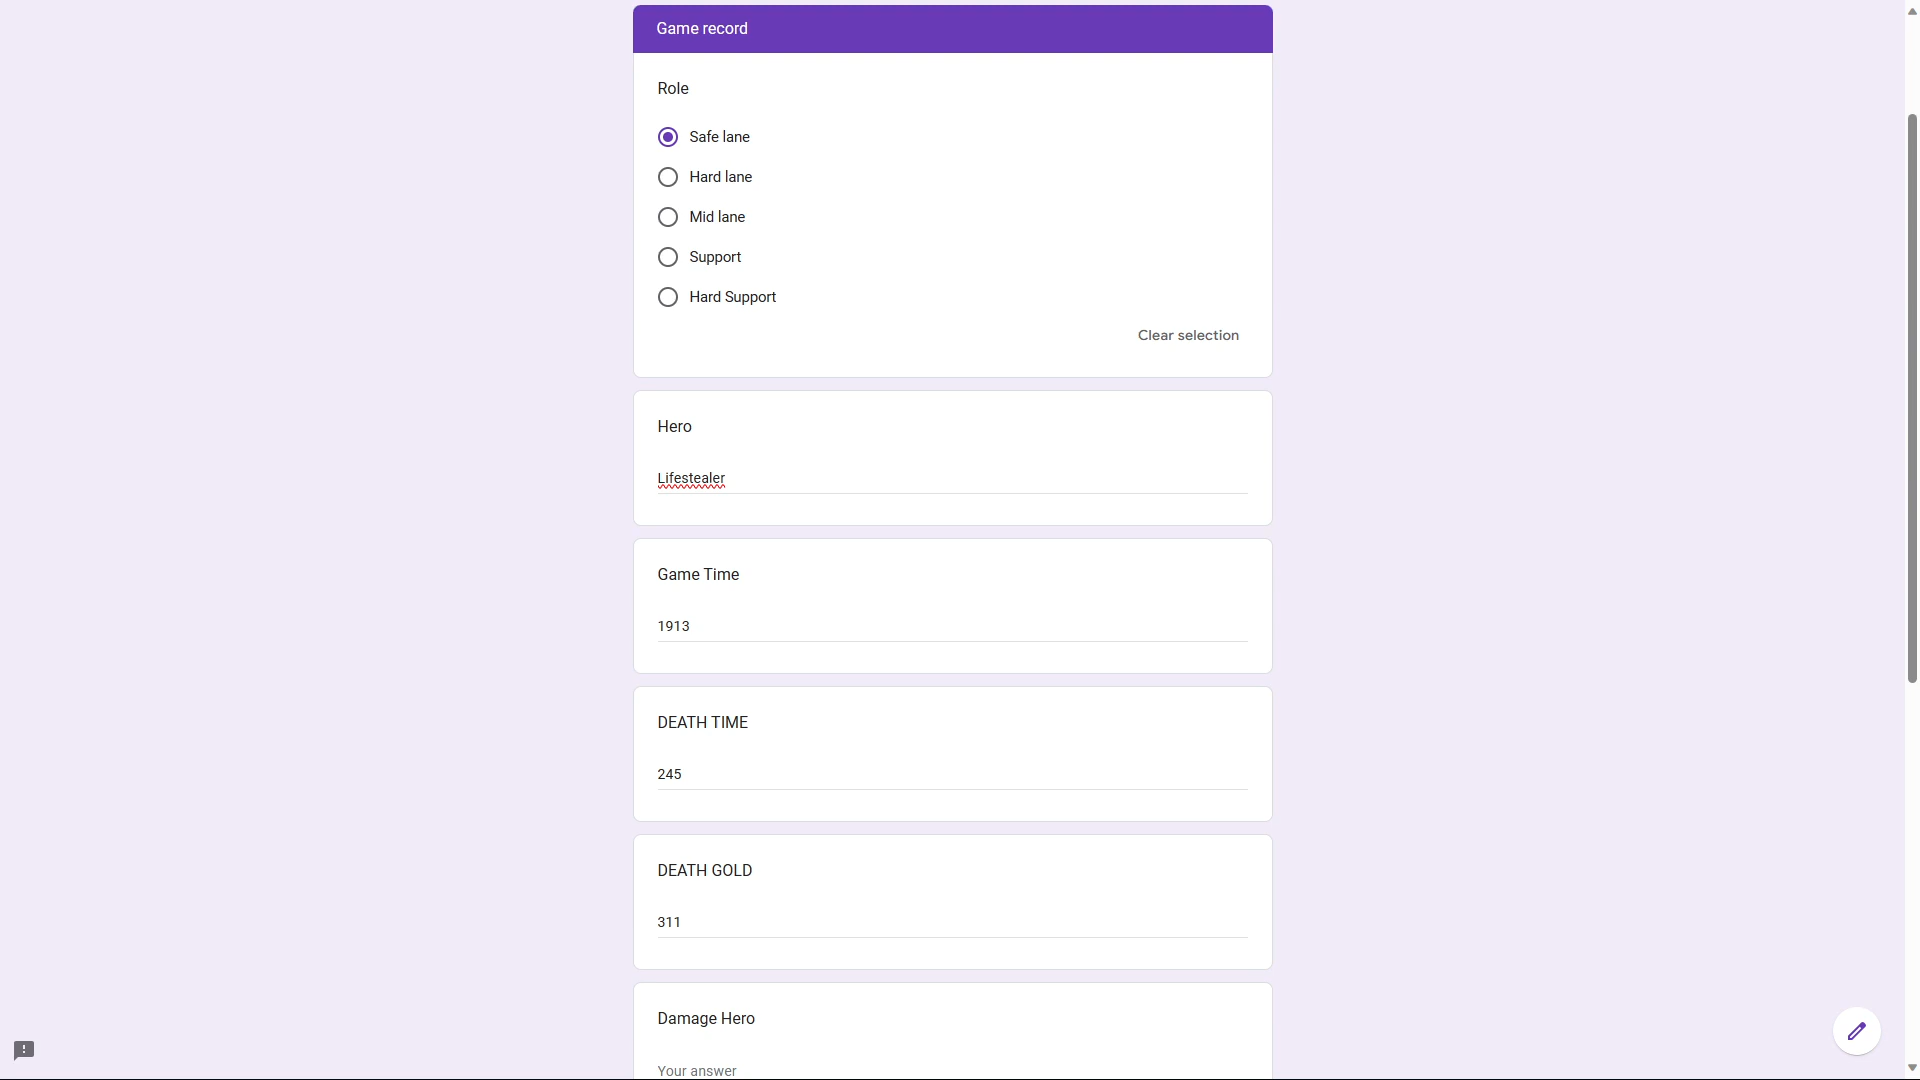 Game record
Role
Safe lane
Hard lane
Mid lane
Support
Hard Support
Clear selection
Hero
Lifestealer
Game Time
1913
DEATH TIME
245
DEATH GOLD
311
Damage Hero
Your answer